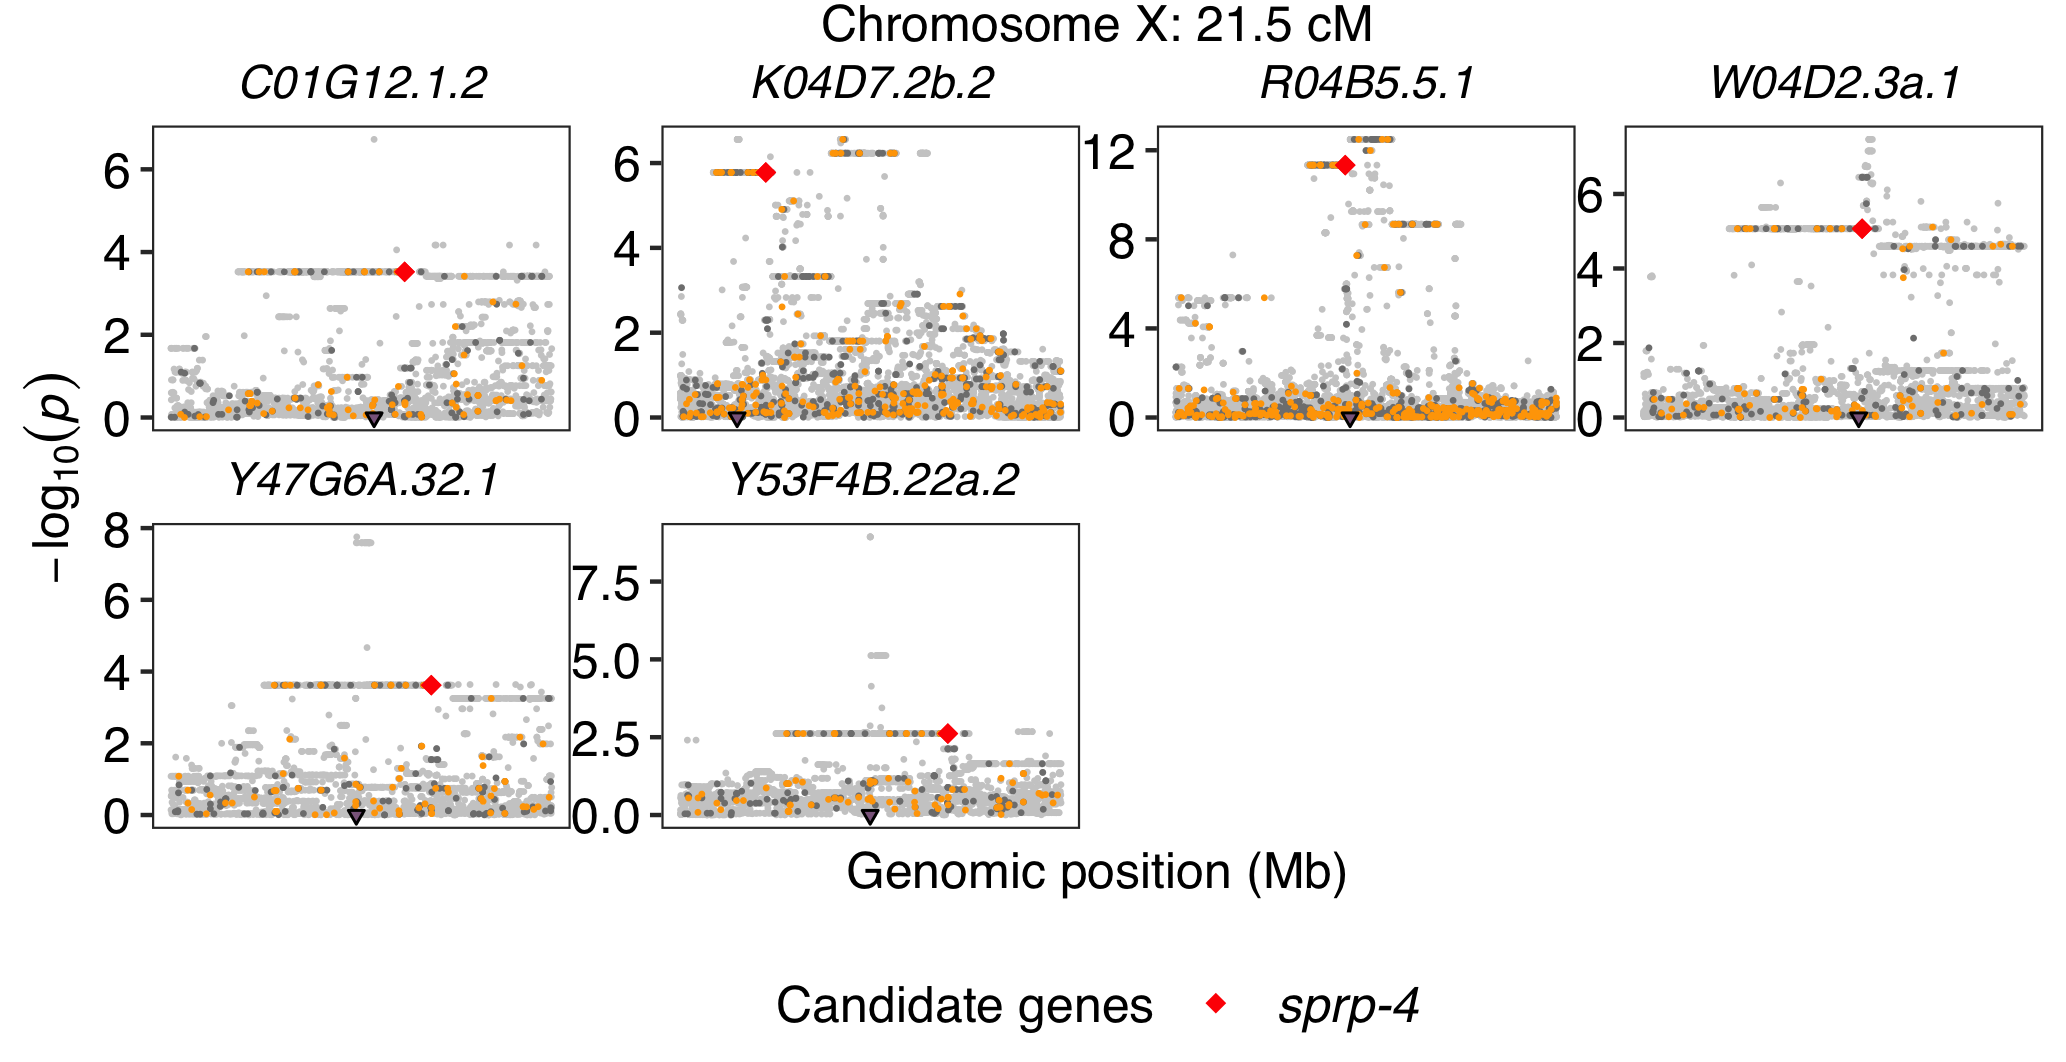 Chromosome X: 21.5 cM
C01G12.1.2
K04D7.2b.2
R04B5.5.1
W04D2.3a.1
6
4
2
0
6
4
2
0
12
8
4
0
6
4
2
0
−log10(p)
Y47G6A.32.1
Y53F4B.22a.2
8
6
4
2
0
7.5
5.0
2.5
0.0
Genomic position (Mb)
Candidate genes sprp-4